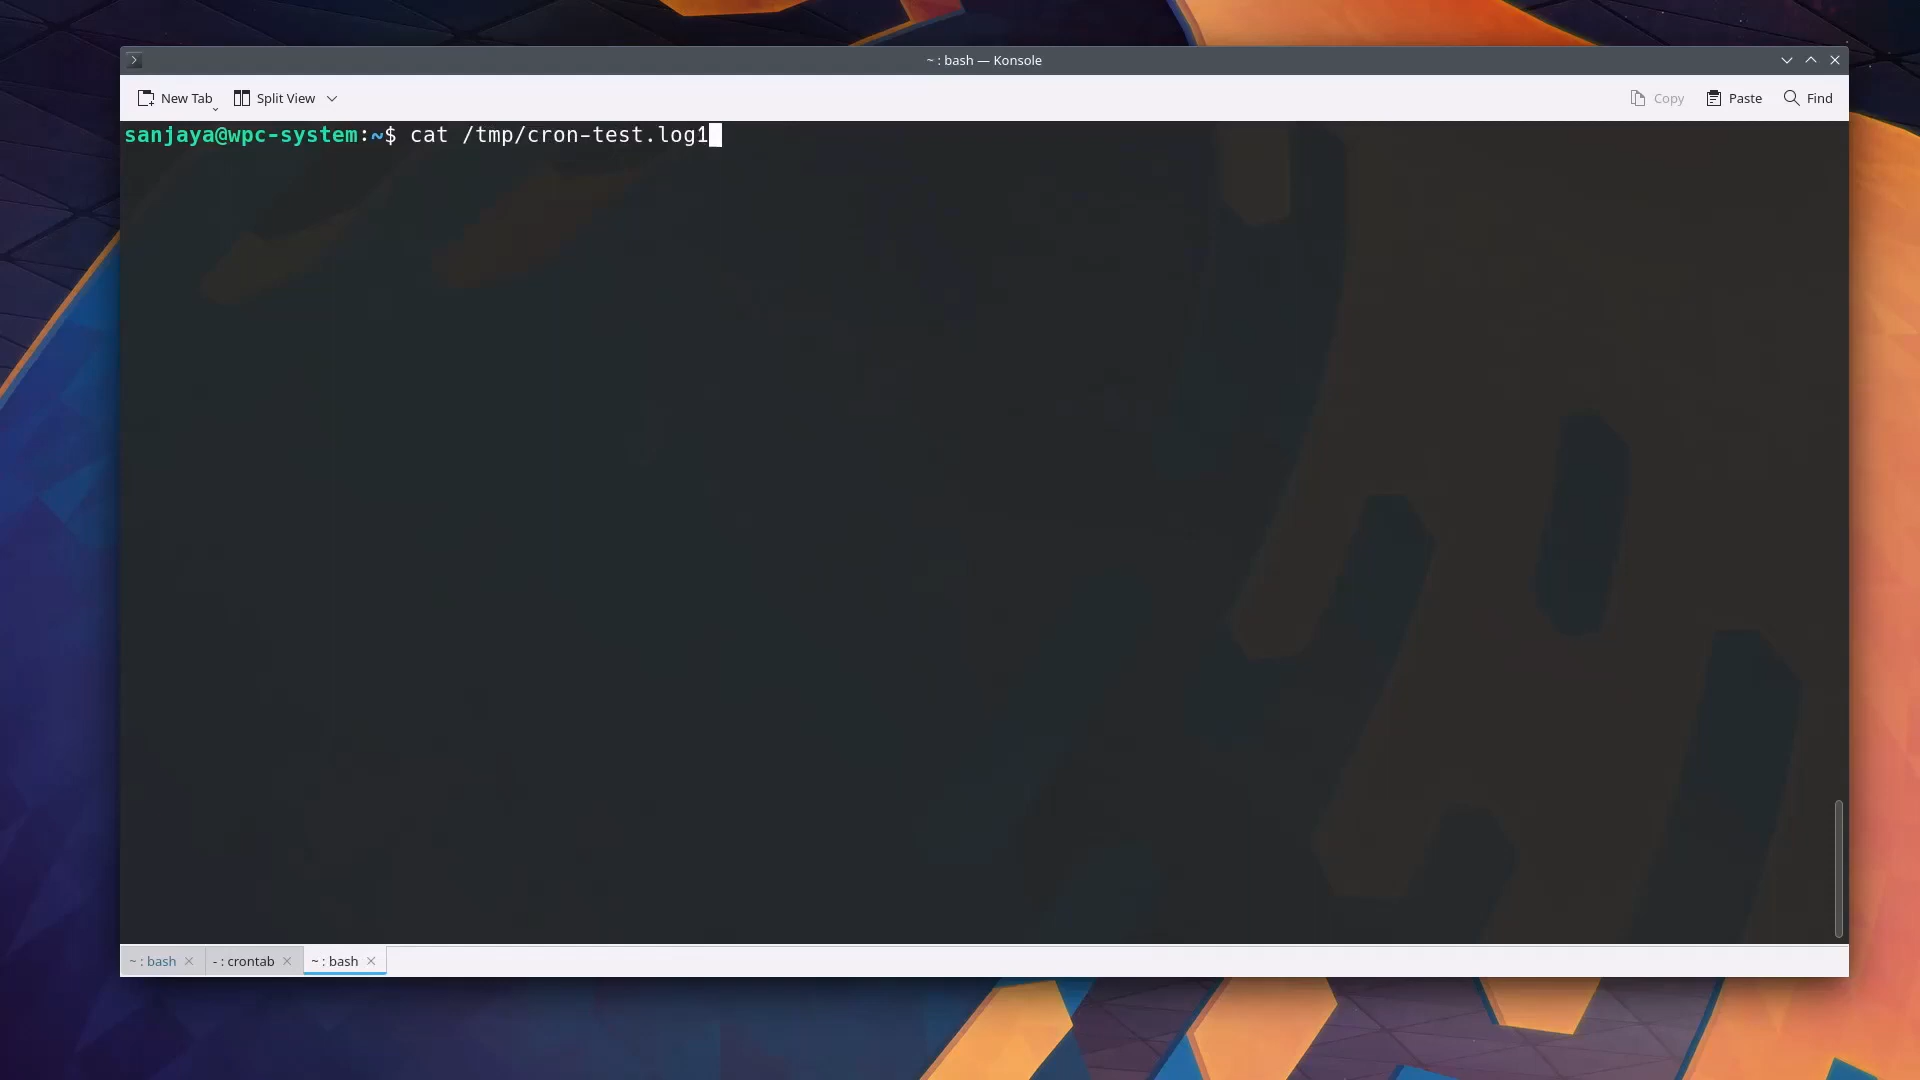 ~ : bash — Konsole
New Tab Split View Copy Paste Find
sanjaya@wpc-system:~$ cat /tmp/cron-test.log1
~ : bash - : crontab ~ : bash